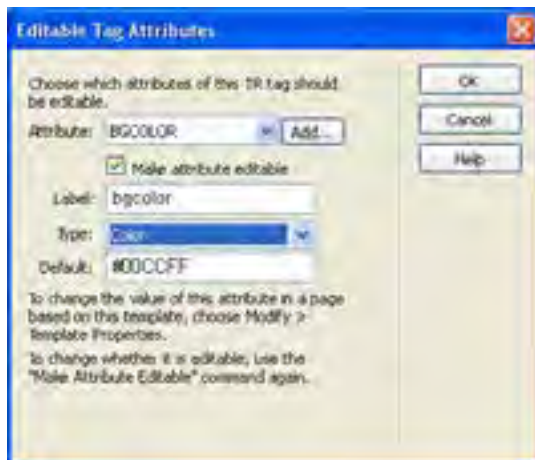 Editable Tag Attributes
Choose which attributes of this TR tag should
be editable.
Attribute: BGCOLOR Add...
Make attribute editable
Label: bgcolor
Type: Color
Default: #00CCFF
To change the value of this attribute in a page
based on this template, choose Modify >
Template Properties.
To change whether it is editable, use the
"Make Attribute Editable" command again.
OK
Cancel
Help